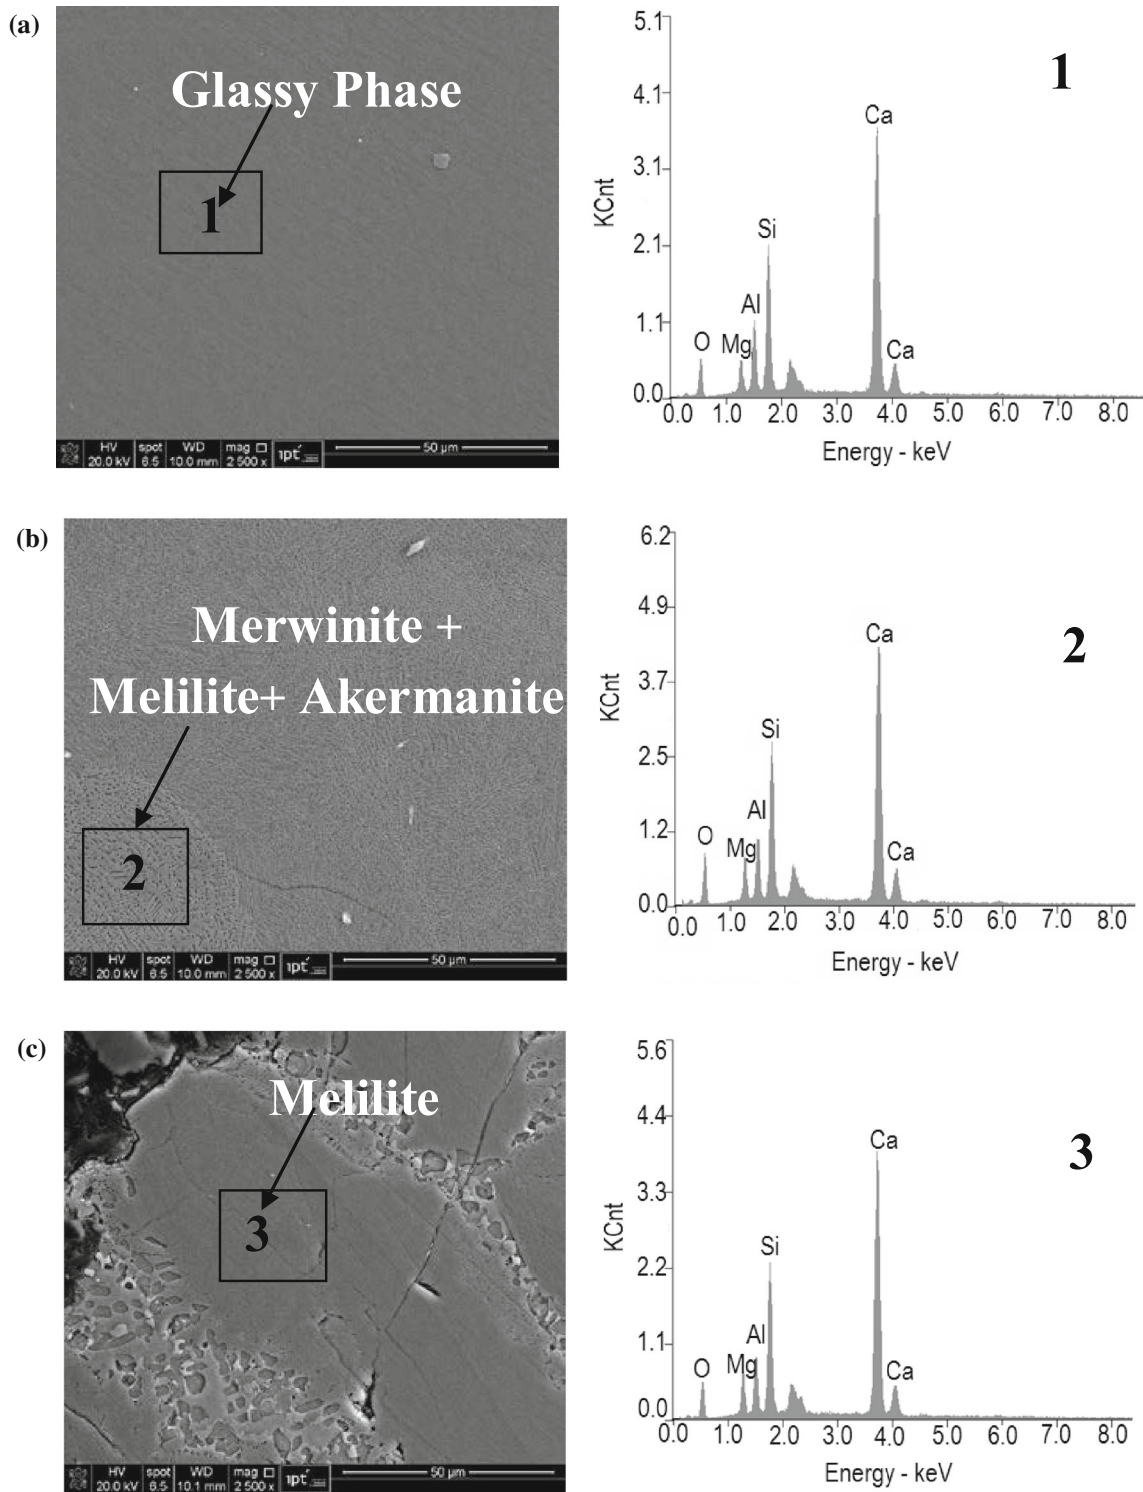 (a)
Glassy Phase
1
HV spot WD mag □
20.0 kV 6.5 10.0 mm 2 500 x ipt 50 µm
1
5.1
4.1
3.1
2.1
1.1
0.0
KCnt
O Mg Al Si Ca Ca
0.0 1.0 2.0 3.0 4.0 5.0 6.0 7.0 8.0
Energy - keV
(b)
Merwinite +
Melilite+ Akermanite
2
HV spot WD mag □
20.0 kV 6.5 10.0 mm 2 500 x ipt 50 µm
2
6.2
4.9
3.7
2.5
1.2
0.0
KCnt
O Mg Al Si Ca Ca
0.0 1.0 2.0 3.0 4.0 5.0 6.0 7.0 8.0
Energy - keV
(c)
Melilite
3
HV spot WD mag □
20.0 kV 6.5 10.1 mm 2 500 x ipt 50 µm
3
5.6
4.4
3.3
2.2
1.1
0.0
KCnt
O Mg Al Si Ca Ca
0.0 1.0 2.0 3.0 4.0 5.0 6.0 7.0 8.0
Energy - keV